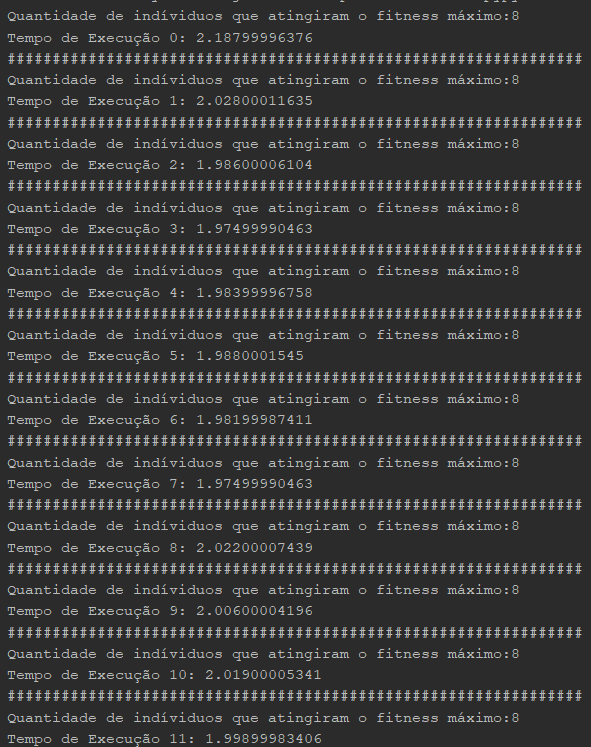 Quantidade de indíviduos que atingiram o fitness máximo:8
Tempo de Execução 0: 2.18799996376
################################################################
Quantidade de indíviduos que atingiram o fitness máximo:8
Tempo de Execução 1: 2.02800011635
################################################################
Quantidade de indíviduos que atingiram o fitness máximo:8
Tempo de Execução 2: 1.98600006104
################################################################
Quantidade de indíviduos que atingiram o fitness máximo:8
Tempo de Execução 3: 1.97499990463
################################################################
Quantidade de indíviduos que atingiram o fitness máximo:8
Tempo de Execução 4: 1.98399996758
################################################################
Quantidade de indíviduos que atingiram o fitness máximo:8
Tempo de Execução 5: 1.9880001545
################################################################
Quantidade de indíviduos que atingiram o fitness máximo:8
Tempo de Execução 6: 1.98199987411
################################################################
Quantidade de indíviduos que atingiram o fitness máximo:8
Tempo de Execução 7: 1.97499990463
################################################################
Quantidade de indíviduos que atingiram o fitness máximo:8
Tempo de Execução 8: 2.02200007439
################################################################
Quantidade de indíviduos que atingiram o fitness máximo:8
Tempo de Execução 9: 2.00600004196
################################################################
Quantidade de indíviduos que atingiram o fitness máximo:8
Tempo de Execução 10: 2.01900005341
################################################################
Quantidade de indíviduos que atingiram o fitness máximo:8
Tempo de Execução 11: 1.99899983406